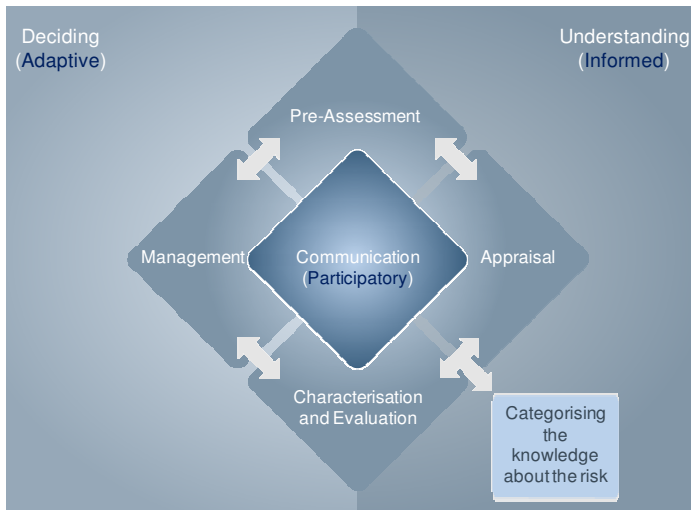 Deciding
(Adaptive)
Understanding
(Informed)
Pre-Assessment
Management
Communication
(Participatory)
Appraisal
Characterisation
and Evaluation
Categorising
the
knowledge
about the risk